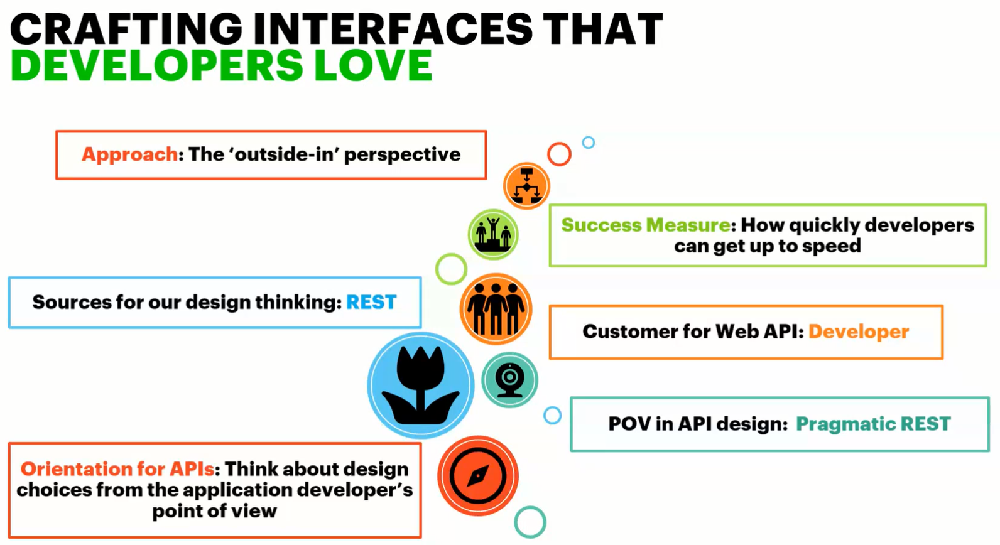 CRAFTING INTERFACES THAT
DEVELOPERS LOVE
Approach: The ‘outside-in’ perspective
Success Measure: How quickly developers
can get up to speed
Sources for our design thinking: REST
Customer for Web API: Developer
POV in API design: Pragmatic REST
Orientation for APIs: Think about design
choices from the application developer’s
point of view